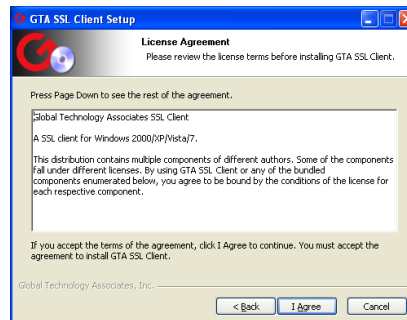 GTA SSL Client Setup
License Agreement
Please review the license terms before installing GTA SSL Client.
Press Page Down to see the rest of the agreement.
Global Technology Associates SSL Client
A SSL client for Windows 2000/XP/Vista/7.
This distribution contains multiple components of different authors. Some of the components
fall under different licenses. By using GTA SSL Client or any of the bundled
components enumerated below, you agree to be bound by the conditions of the license for
each respective component.
If you accept the terms of the agreement, click I Agree to continue. You must accept the
agreement to install GTA SSL Client.
Global Technology Associates, Inc.
< Back
I Agree
Cancel